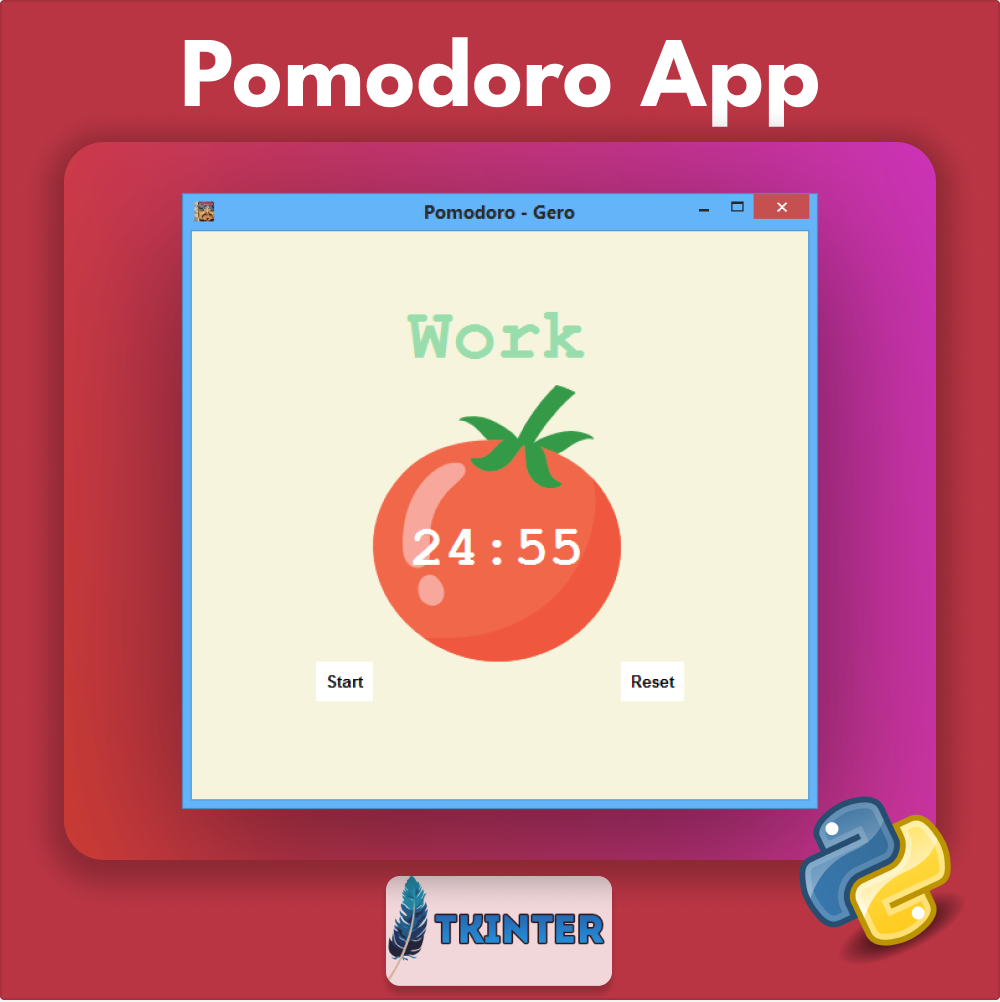 Pomodoro App
Pomodoro - Gero
Work
24:55
Start
Reset
TKINTER